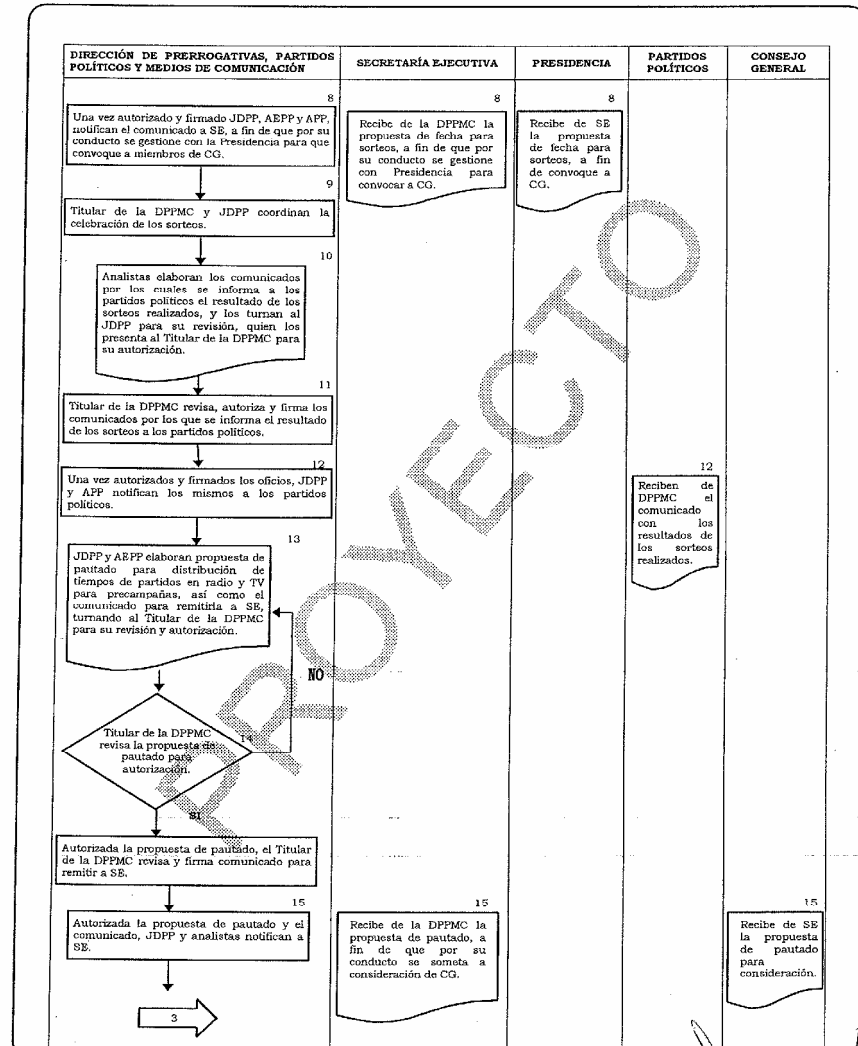 DIRECCIÓN DE PRERROGATIVAS, PARTIDOS
POLÍTICOS Y MEDIOS DE COMUNICACIÓN
SECRETARÍA EJECUTIVA
PRESIDENCIA
PARTIDOS
POLÍTICOS
CONSEJO
GENERAL
8
Una vez autorizado y firmado JDPP, AEPP y APP,
notifican el comunicado a SE, a fin de que por su
conducto se gestione con la Presidencia para que
convoque a miembros de CG.
8
Recibe de la DPPMC la
propuesta de fecha para
sorteos, a fin de que por
su conducto se gestione
con Presidencia para
convocar a CG.
8
Recibe de SE
la propuesta
de fecha para
sorteos, a fin
de convoque a
CG.
9
Titular de la DPPMC y JDPP coordinan la
celebración de los sorteos.
10
Analistas elaboran los comunicados
por los cuales se informa a los
partidos políticos el resultado de los
sorteos realizados, y los turnan al
JDPP para su revisión, quien los
presenta al Titular de la DPPMC para
su autorización.
11
Titular de la DPPMC revisa, autoriza y firma los
comunicados por los que se informa el resultado
de los sorteos a los partidos políticos.
12
Una vez autorizados y firmados los oficios, JDPP
y APP notifican los mismos a los partidos
políticos.
12
Reciben de
DPPMC el
comunicado
con los
resultados de
los sorteos
realizados.
13
JDPP y AEPP elaboran propuesta de
pautado para distribución de
tiempos de partidos en radio y TV
para precampañas, así como el
comunicado para remitirla a SE,
turnando al Titular de la DPPMC
para su revisión y autorización.
NO
14
Titular de la DPPMC
revisa la propuesta de
pautado para
autorización.
SI
Autorizada la propuesta de pautado, el Titular
de la DPPMC revisa y firma comunicado para
remitir a SE.
15
Autorizada la propuesta de pautado y el
comunicado, JDPP y analistas notifican a
SE.
15
Recibe de la DPPMC la
propuesta de pautado, a
fin de que por su
conducto se someta a
consideración de CG.
15
Recibe de SE
la propuesta
de pautado
para
consideración.
3
PROYECTO